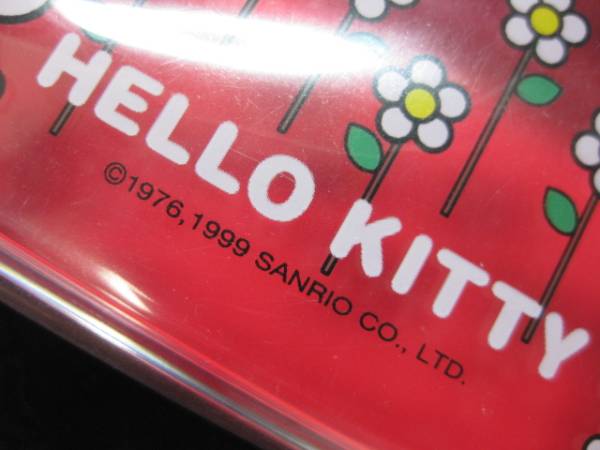 HELLO KITTY
©1976,1999 SANRIO CO., LTD.